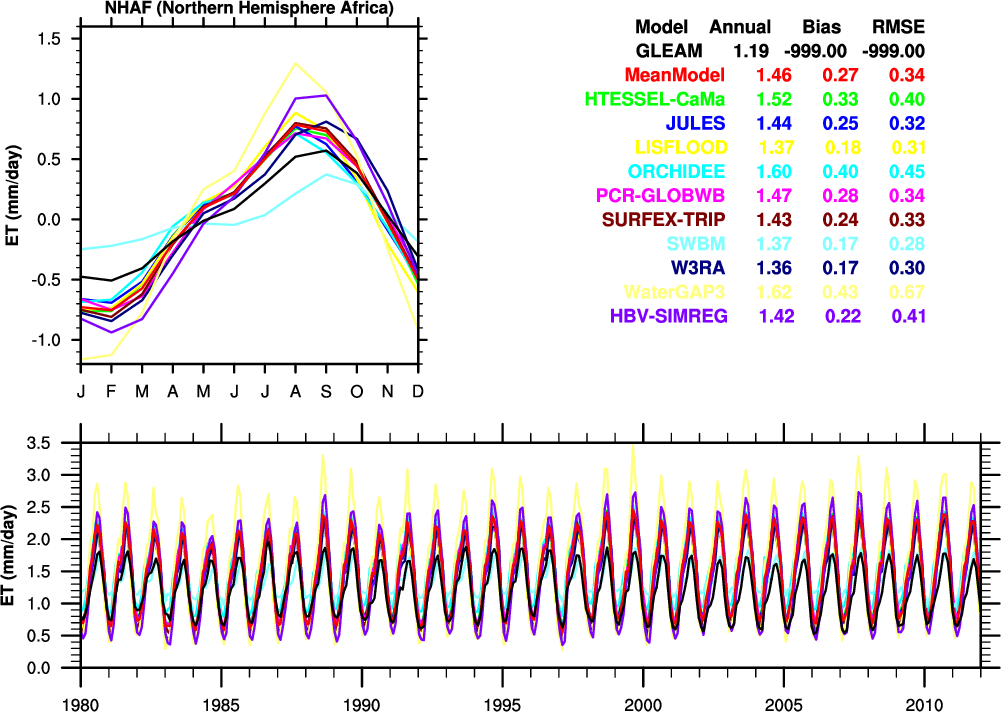 NHAF (Northern Hemisphere Africa)
1.5
1.0
0.5
0.0
-0.5
-1.0
ET (mm/day)
J F M A M J J A S O N D
Model Annual Bias RMSE
GLEAM 1.19 -999.00 -999.00
MeanModel 1.46 0.27 0.34
HTESSEL-CaMa 1.52 0.33 0.40
JULES 1.44 0.25 0.32
LISFLOOD 1.37 0.18 0.31
ORCHIDEE 1.60 0.40 0.45
PCR-GLOBWB 1.47 0.28 0.34
SURFEX-TRIP 1.43 0.24 0.33
SWBM 1.37 0.17 0.28
W3RA 1.36 0.17 0.30
WaterGAP3 1.62 0.43 0.67
HBV-SIMREG 1.42 0.22 0.41
3.5
3.0
2.5
2.0
1.5
1.0
0.5
0.0
ET (mm/day)
1980 1985 1990 1995 2000 2005 2010